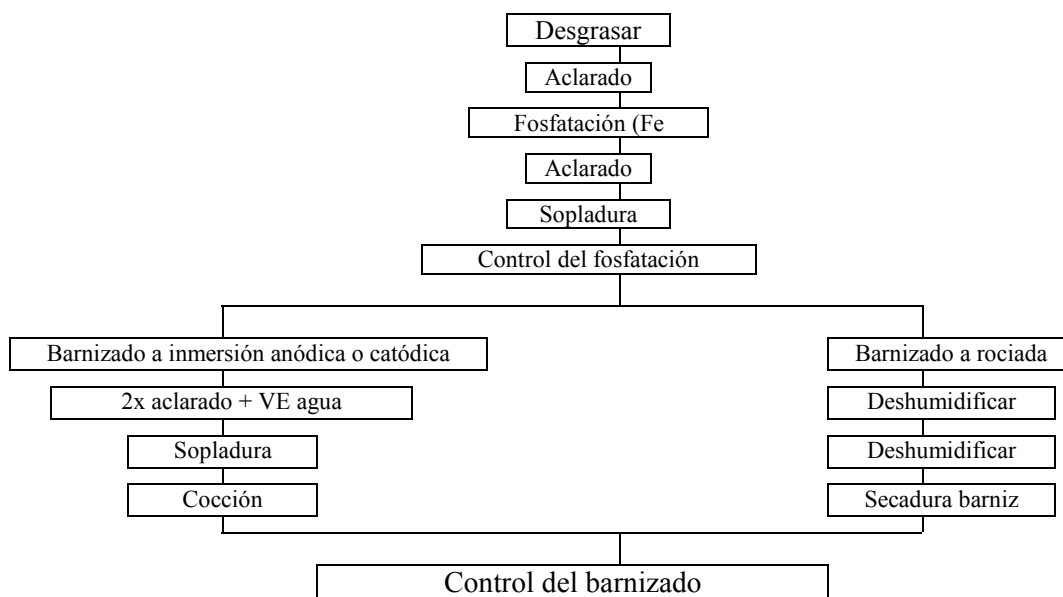 Desgrasar
Aclarado
Fosfatación (Fe
Aclarado
Sopladura
Control del fosfatación
Barnizado a inmersión anódica o catódica
2x aclarado + VE agua
Sopladura
Cocción
Barnizado a rociada
Deshumidificar
Deshumidificar
Secadura barniz
Control del barnizado